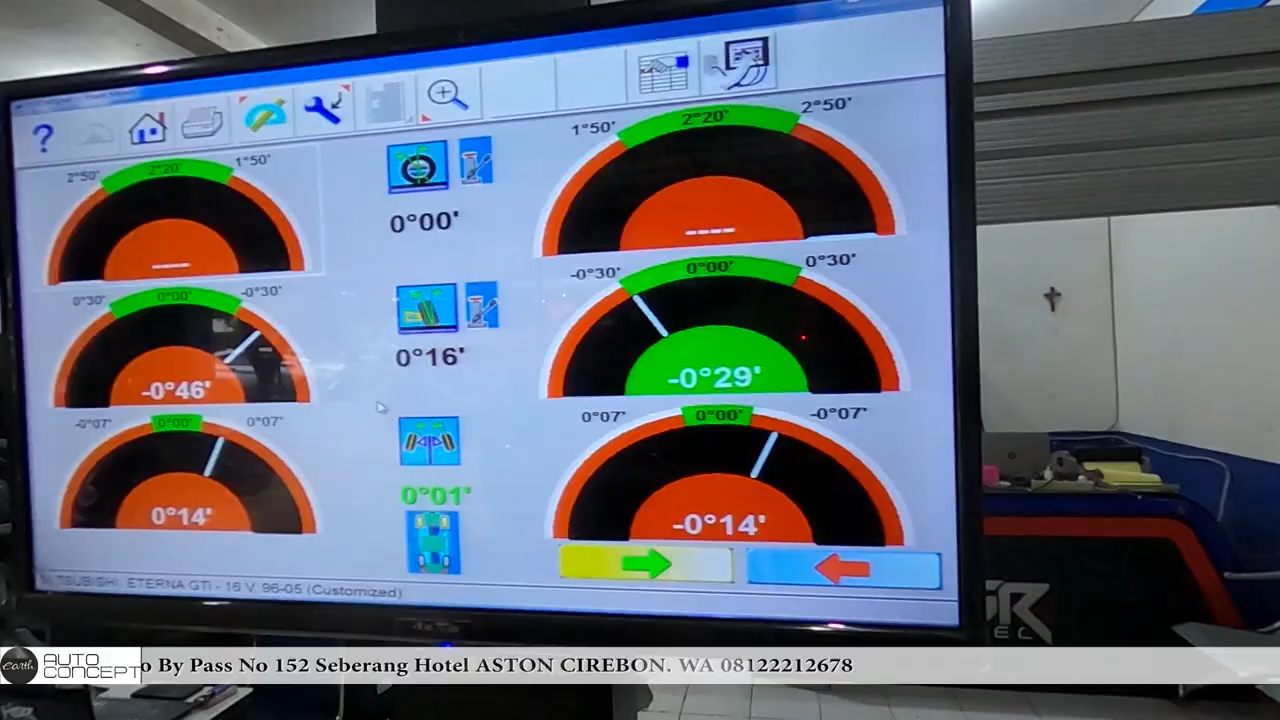 ?
2°50' 2°20' 1°50'
0°00'
1°50' 2°20' 2°50'
0°30' 0°00' -0°30'
-0°46'
0°16'
-0°30' 0°00' 0°30'
-0°29'
-0°07' 0°00' 0°07'
0°14'
0°01'
0°07' 0°00' -0°07'
-0°14'
TSUBISHI, ETERNA GTi - 16 V. 96-05 (Customized)
earth AUTO CONCEPT
o By Pass No 152 Seberang Hotel ASTON CIREBON. WA 08122212678